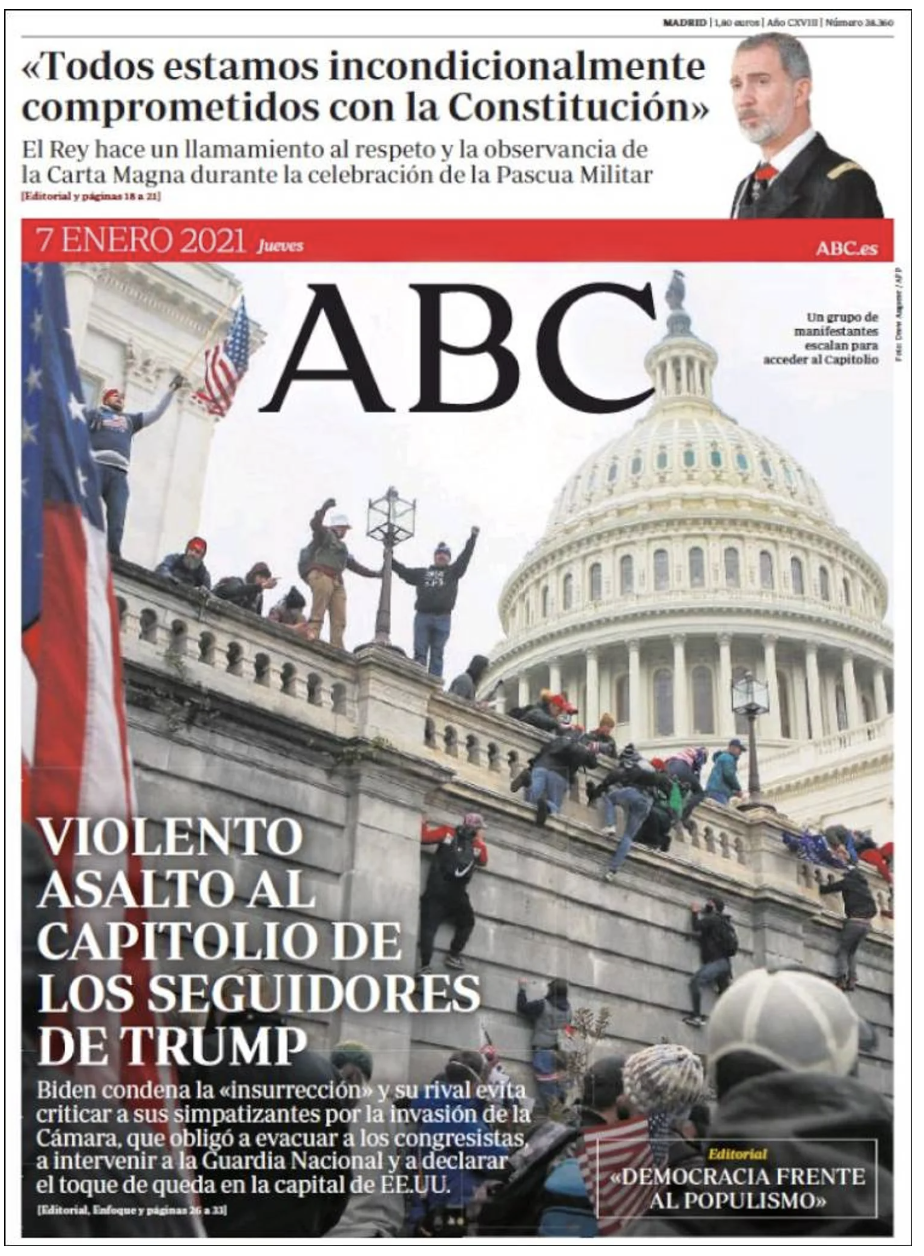 MADRID | 1,80 euros | Año CXVIII | Número 38.360
«Todos estamos incondicionalmente
comprometidos con la Constitución»
El Rey hace un llamamiento al respeto y la observancia de
la Carta Magna durante la celebración de la Pascua Militar
[Editorial y páginas 18 a 21]
7 ENERO 2021 Jueves
ABC.es
ABC
Un grupo de
manifestantes
escalan para
acceder al Capitolio
VIOLENTO
ASALTO AL
CAPITOLIO DE
LOS SEGUIDORES
DE TRUMP
Biden condena la «insurrección» y su rival evita
criticar a sus simpatizantes por la invasión de la
Cámara, que obligó a evacuar a los congresistas,
a intervenir a la Guardia Nacional y a declarar
el toque de queda en la capital de EE.UU.
[Editorial, Enfoque y páginas 26 a 33]
Editorial
«DEMOCRACIA FRENTE
AL POPULISMO»